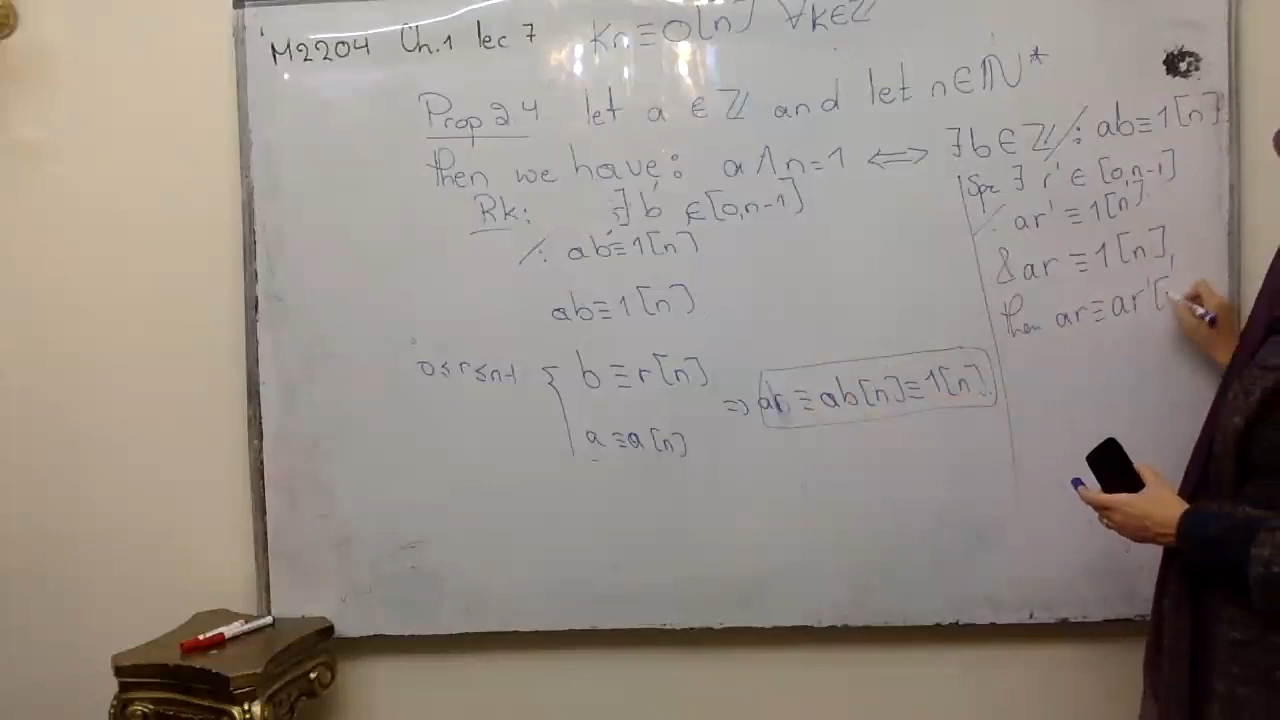 M2204 Ch.1 lec 7 Kn≡0[n] ∀k∈ℤ
Prop 24 let a ∈ ℤ and let n∈ℕ*
then we have: a∧n=1 ⟺ ∃b∈ℤ/: ab≡1[n]
Rk: ∃! b' ∈[0,n-1]
/: ab'≡1[n]
ab≡1[n]
0≤r≤n-1 { b≡r[n]
a≡a[n]
⇒ ar ≡ ab[n]≡1[n].
Spse ∃ r' ∈ [0,n-1]
/: ar' ≡1[n].
& ar ≡1[n],
then ar≡ar'[